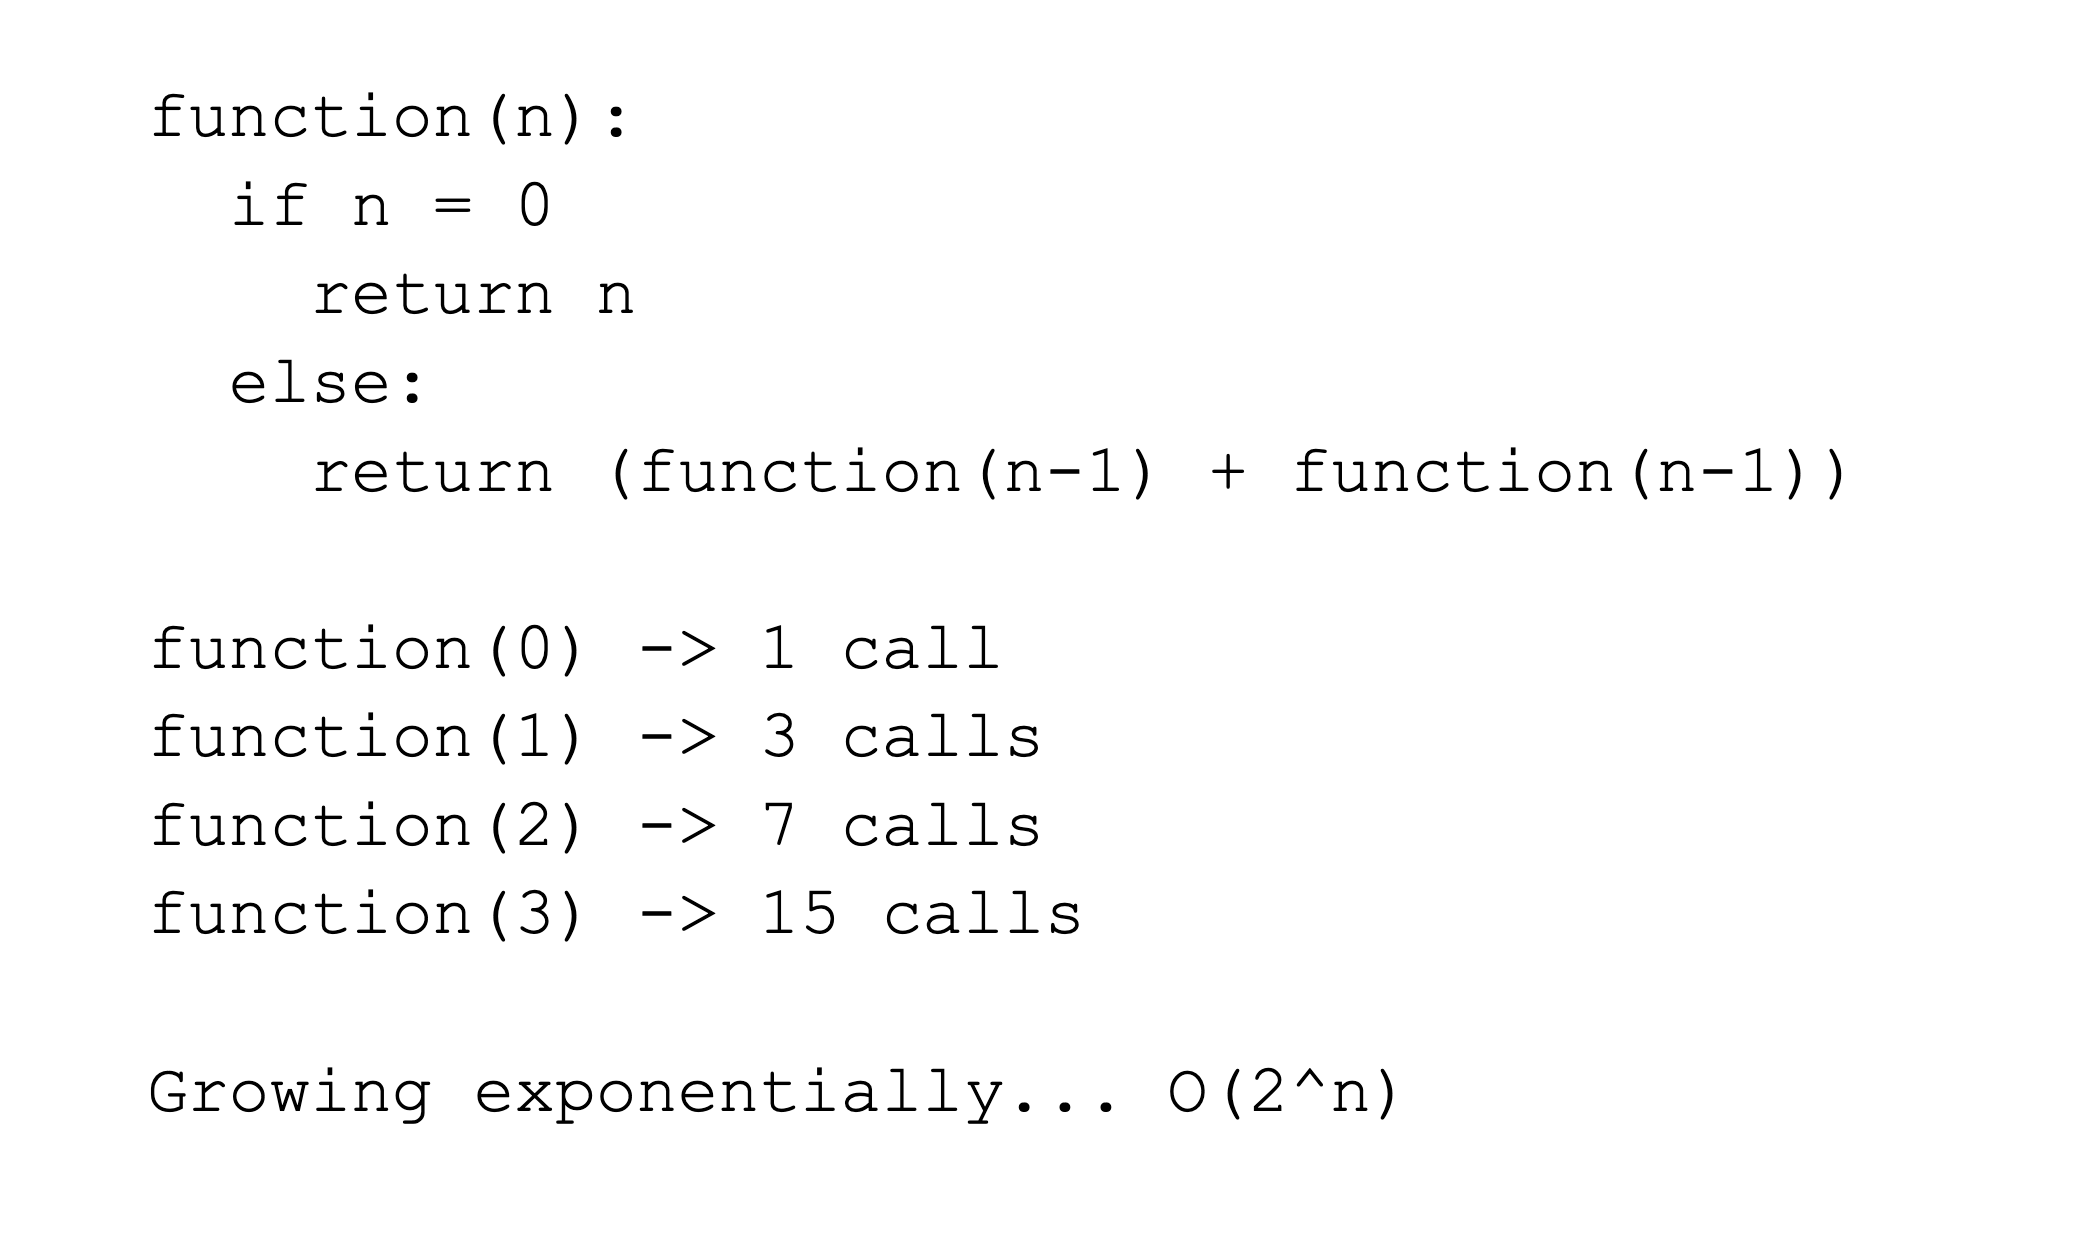 function(n):
  if n = 0
    return n
  else:
    return (function(n-1) + function(n-1))

function(0) -> 1 call
function(1) -> 3 calls
function(2) -> 7 calls
function(3) -> 15 calls

Growing exponentially... O(2^n)